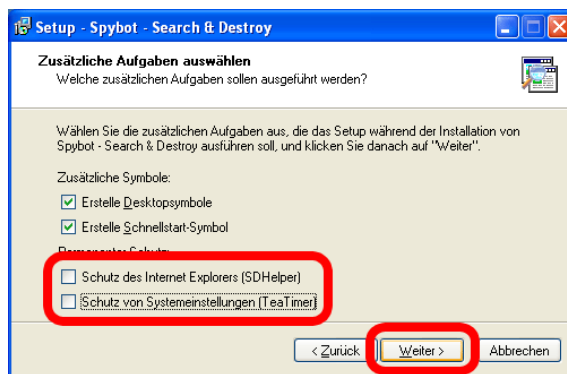 Setup - Spybot - Search & Destroy
Zusätzliche Aufgaben auswählen
Welche zusätzlichen Aufgaben sollen ausgeführt werden?
Wählen Sie die zusätzlichen Aufgaben aus, die das Setup während der Installation von
Spybot - Search & Destroy ausführen soll, und klicken Sie danach auf "Weiter".
Zusätzliche Symbole:
Erstelle Desktopsymbole
Erstelle Schnellstart-Symbol
Permanenter Schutz:
Schutz des Internet Explorers (SDHelper)
Schutz von Systemeinstellungen (TeaTimer)
< Zurück
Weiter >
Abbrechen